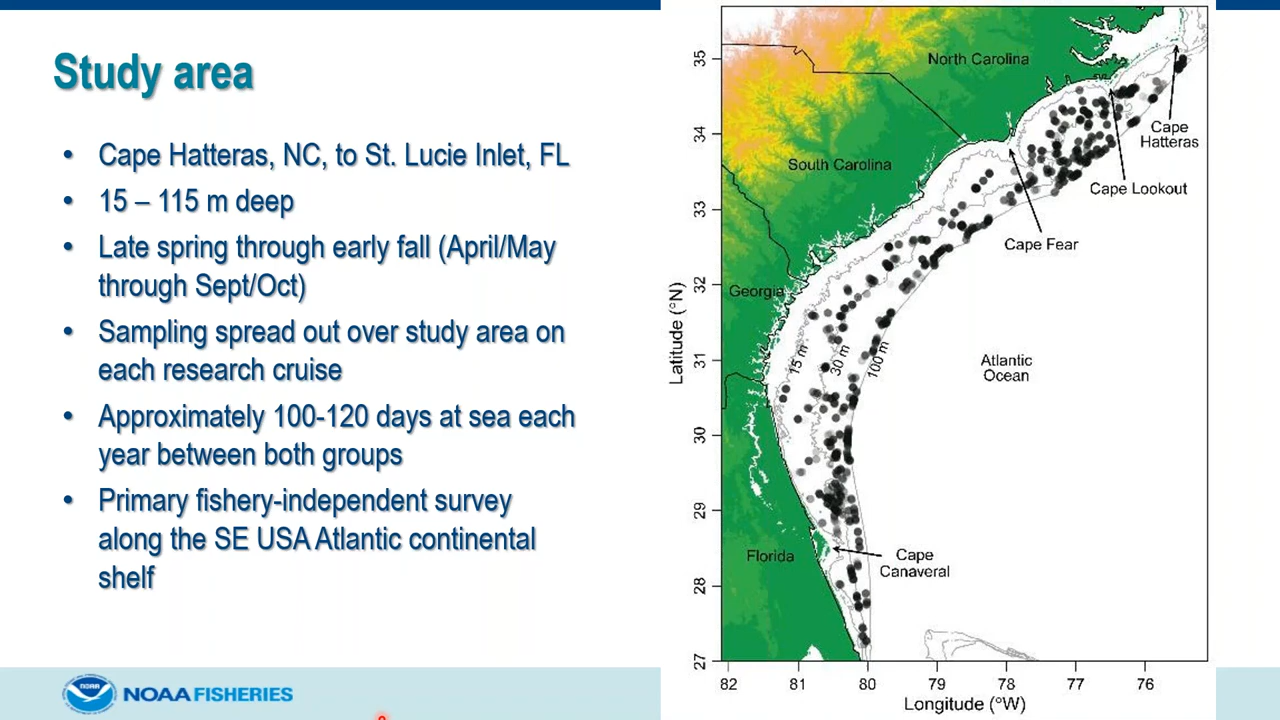 Study area
• Cape Hatteras, NC, to St. Lucie Inlet, FL
• 15 – 115 m deep
• Late spring through early fall (April/May
through Sept/Oct)
• Sampling spread out over study area on
each research cruise
• Approximately 100-120 days at sea each
year between both groups
• Primary fishery-independent survey
along the SE USA Atlantic continental
shelf
NOAA
NOAA FISHERIES
North Carolina
South Carolina
Georgia
Florida
Cape
Hatteras
Cape Lookout
Cape Fear
Atlantic
Ocean
15 m
30 m
100 m
Cape
Canaveral
Latitude (°N)
35
34
33
32
31
30
29
28
27
82 81 80 79 78 77 76
Longitude (°W)